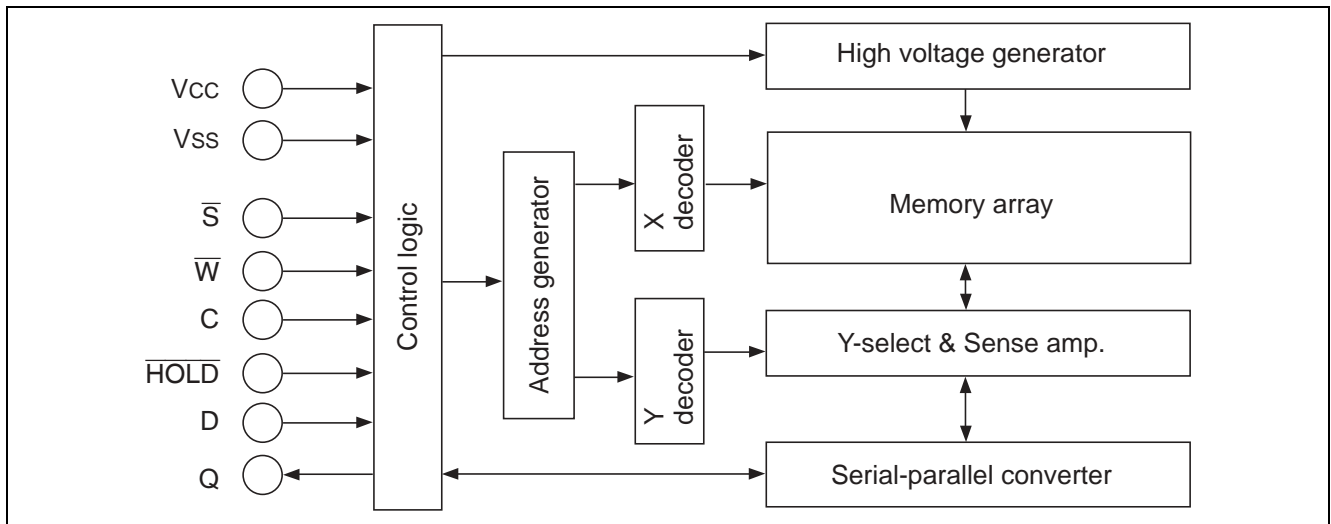 VCC
VSS
S̅
W̅
C
H̅O̅L̅D̅
D
Q
Control logic
Address generator
X
decoder
Y
decoder
High voltage generator
Memory array
Y-select & Sense amp.
Serial-parallel converter